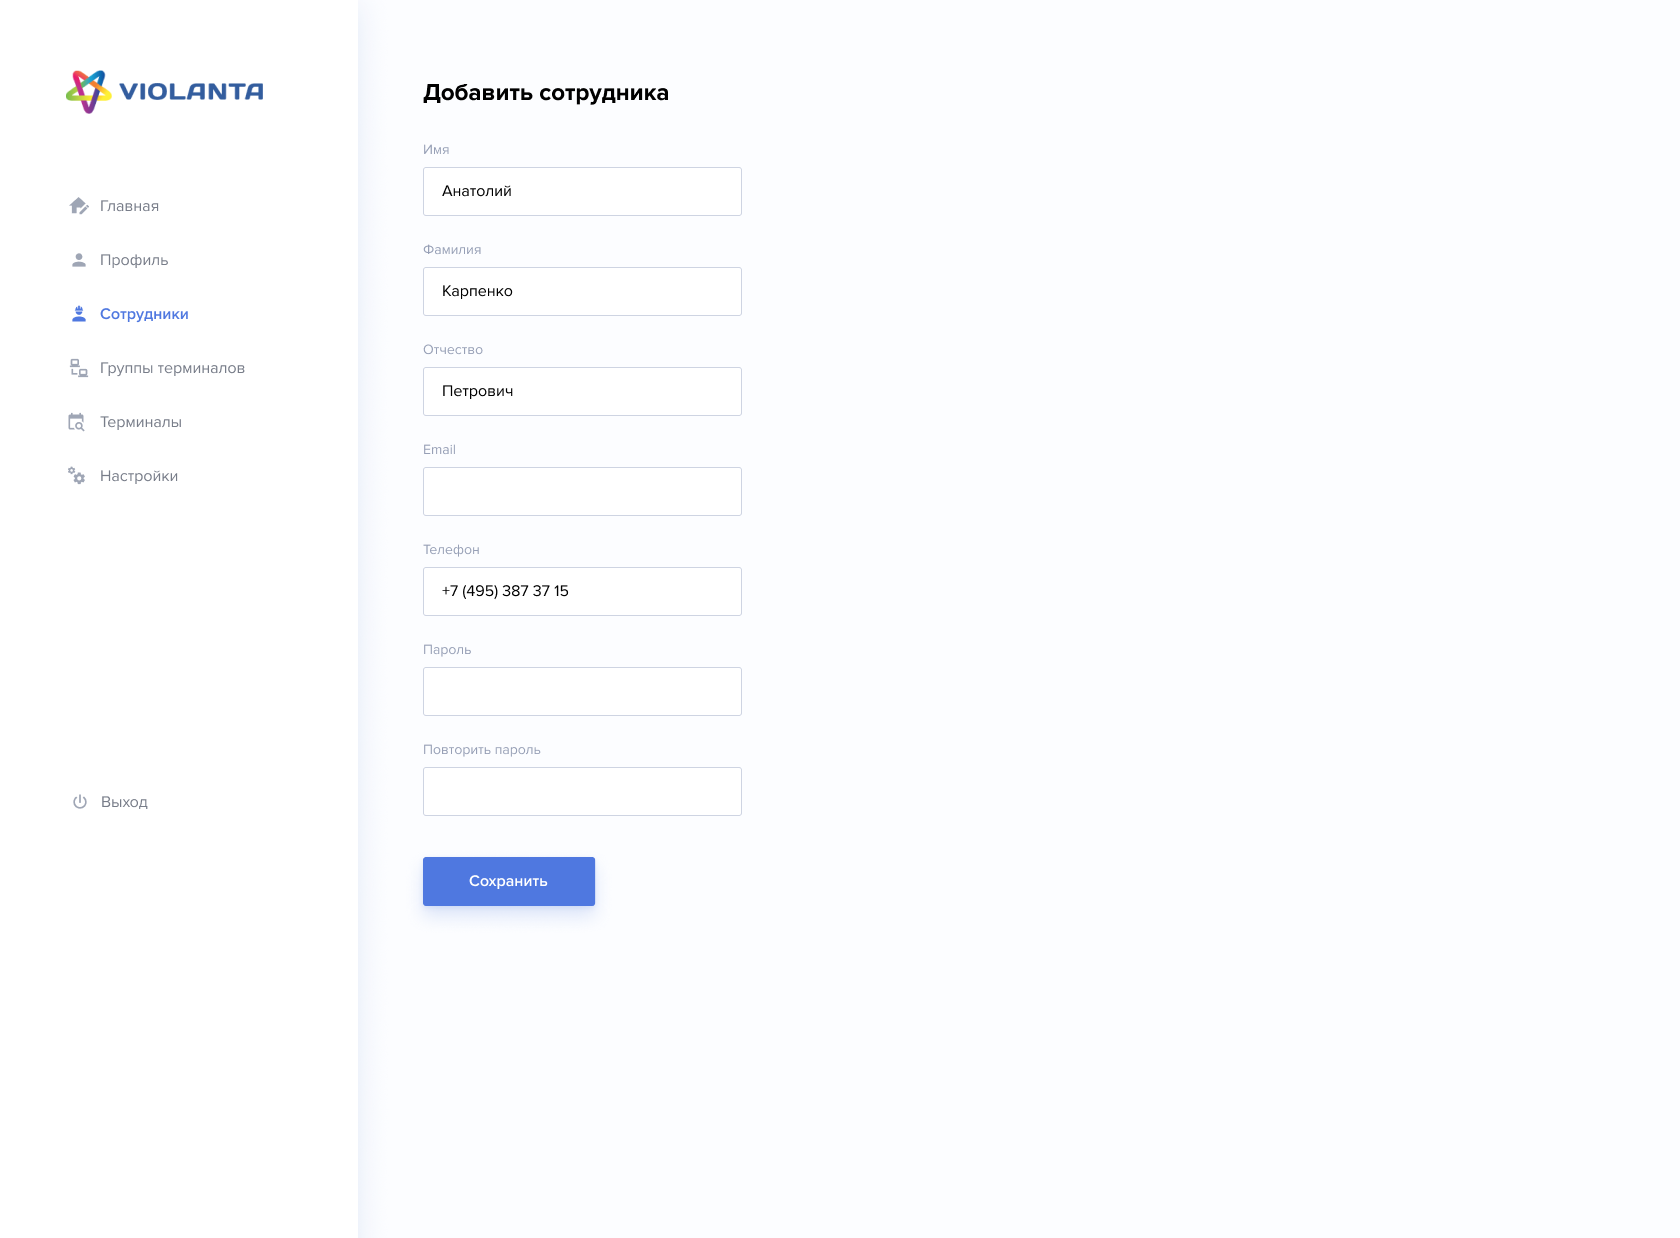 VIOLANTA
Главная
Профиль
Сотрудники
Группы терминалов
Терминалы
Настройки
Выход
Добавить сотрудника
Имя
Анатолий
Фамилия
Карпенко
Отчество
Петрович
Email
Телефон
+7 (495) 387 37 15
Пароль
Повторить пароль
Сохранить